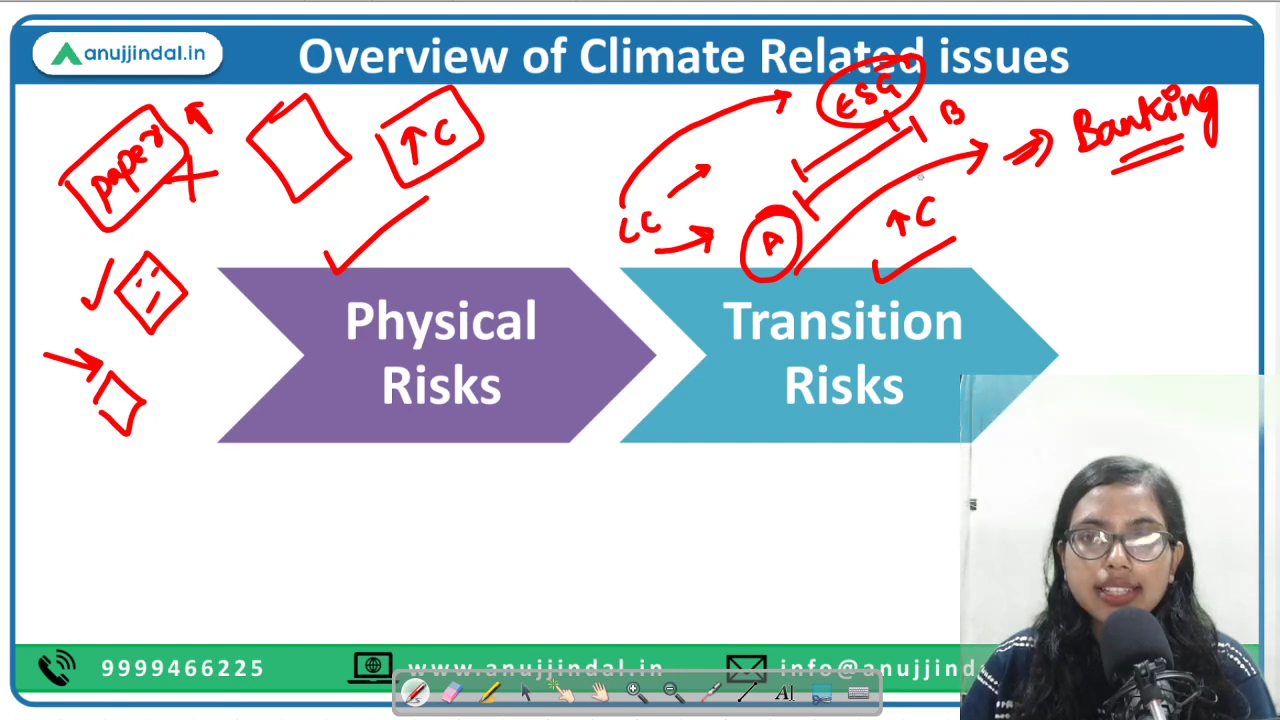 anujjindal.in
Overview of Climate Related issues
paper
↑ C
ESG
B
Banking
CC
A
↑ C
Physical
Risks
Transition
Risks
9999466225
www.anujjindal.in
info@anujjind
A